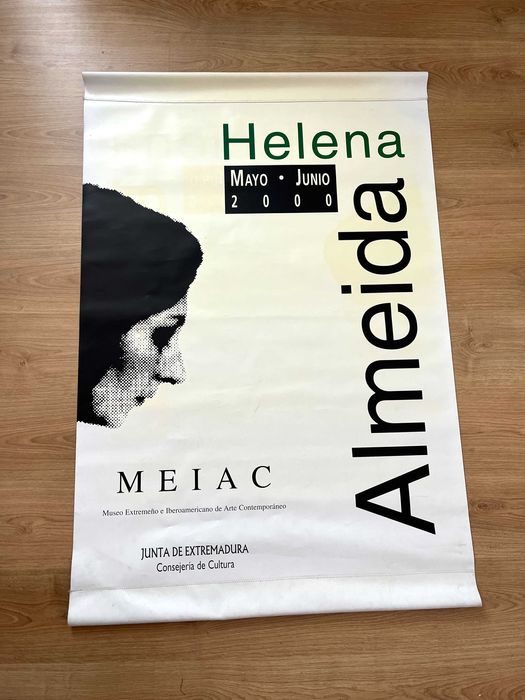 Helena
Almeida
MAYO • JUNIO
2000
MEIAC
Museo Extremeño e Iberoamericano de Arte Contemporáneo
JUNTA DE EXTREMADURA
Consejería de Cultura